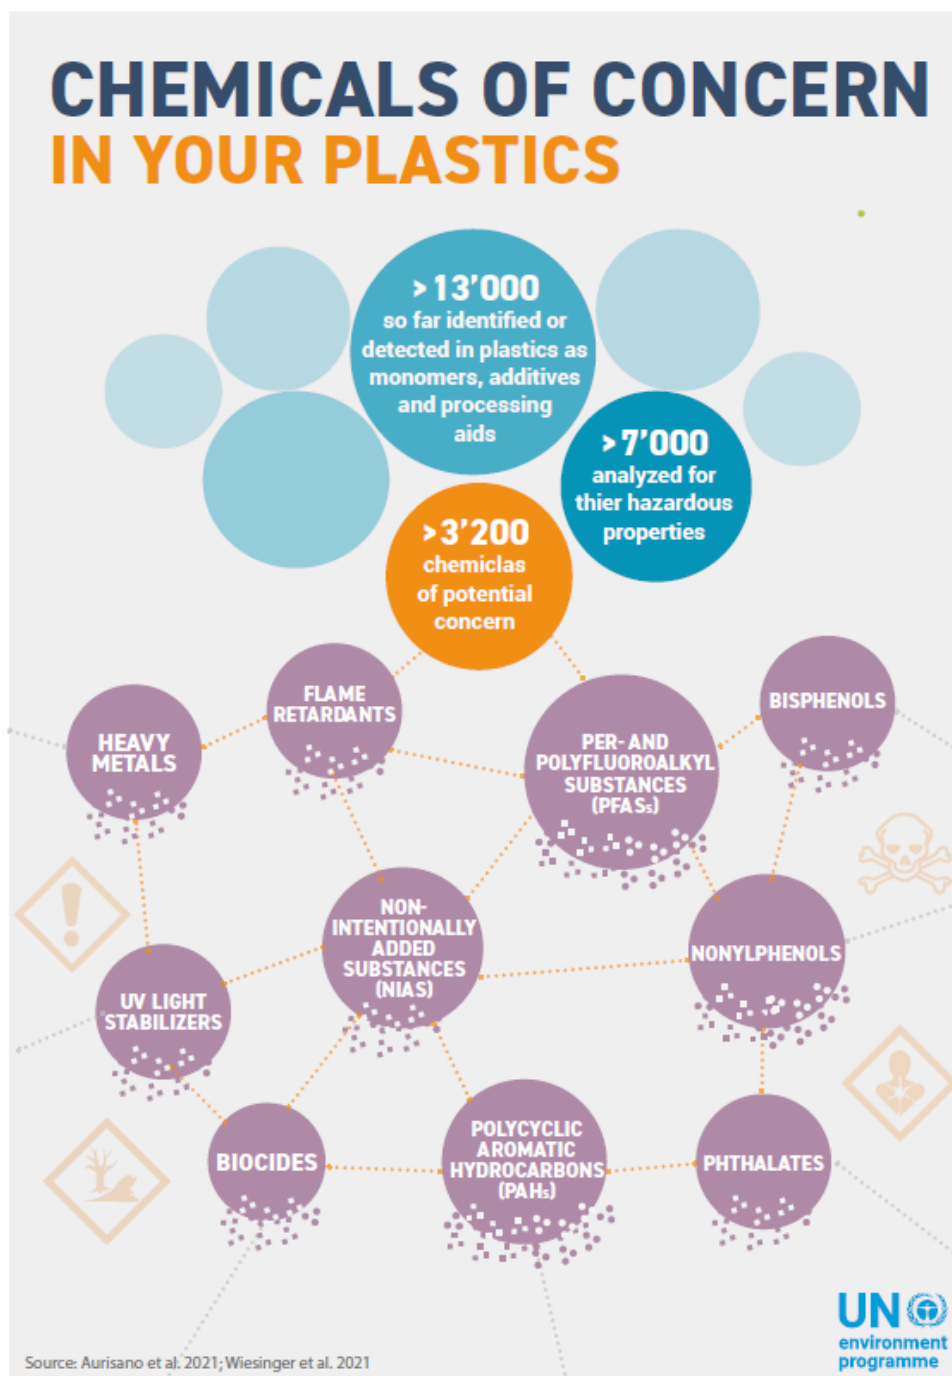 CHEMICALS OF CONCERN
IN YOUR PLASTICS
>13’000
so far identified or
detected in plastics as
monomers, additives
and processing
aids
>7’000
analyzed for
thier hazardous
properties
>3’200
chemiclas
of potential
concern
FLAME
RETARDANTS
BISPHENOLS
HEAVY
METALS
PER- AND
POLYFLUOROALKYL
SUBSTANCES
(PFASs)
NON-
INTENTIONALLY
ADDED
SUBSTANCES
(NIAS)
NONYLPHENOLS
UV LIGHT
STABILIZERS
BIOCIDES
POLYCYCLIC
AROMATIC
HYDROCARBONS
(PAHs)
PHTHALATES
UN
environment
programme
Source: Aurisano et al. 2021; Wiesinger et al. 2021